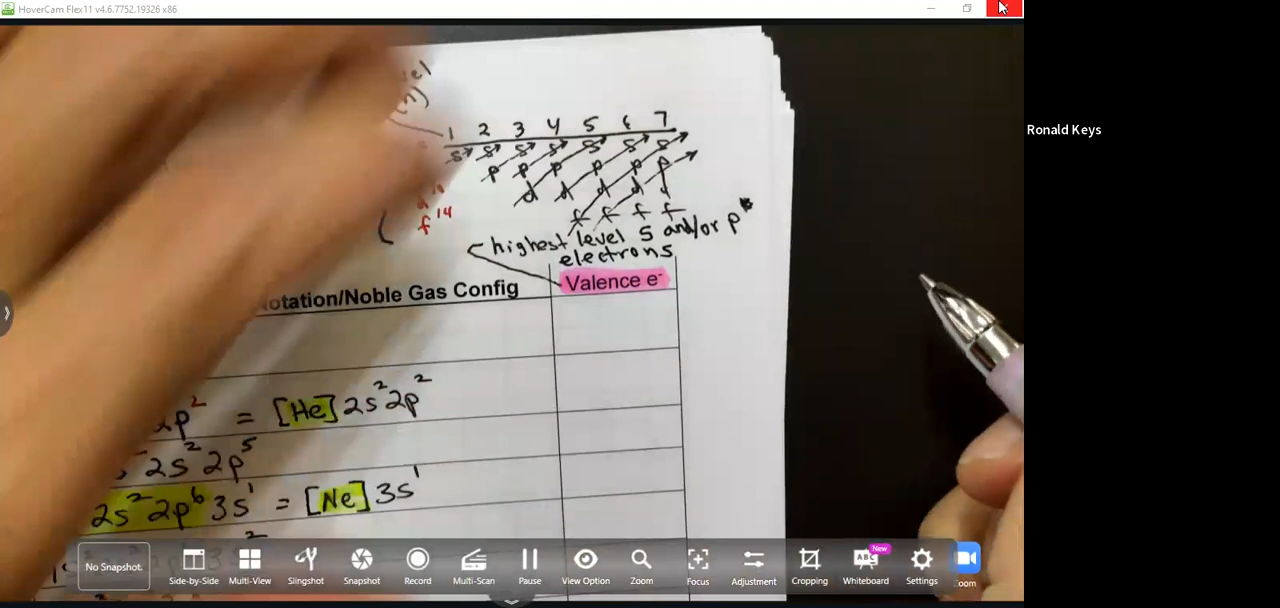 HoverCam Flex11 v4.6.7752.19326 x86
Ronald Keys
1 2 3 4 5 6 7
s s s s s s s
p p p p p p
d d d d
f f f f
f¹⁴
highest level s and/or p*
electrons
otation/Noble Gas Config
Valence e⁻
2p² = [He] 2s² 2p²
2s² 2p⁵
2s² 2p⁶ 3s¹ = [Ne] 3s¹
No Snapshot.
Side-by-Side
Multi-View
Slingshot
Snapshot
Record
Multi-Scan
Pause
View Option
Zoom
Focus
Adjustment
Cropping
New
Whiteboard
Settings
Zoom